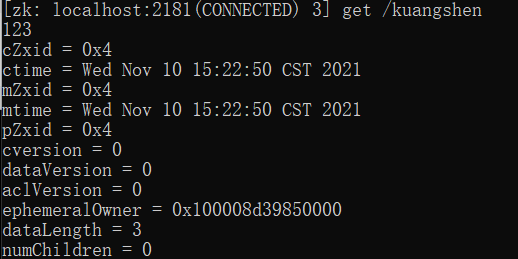 [zk: localhost:2181(CONNECTED) 3] get /kuangshen
123
cZxid = 0x4
ctime = Wed Nov 10 15:22:50 CST 2021
mZxid = 0x4
mtime = Wed Nov 10 15:22:50 CST 2021
pZxid = 0x4
cversion = 0
dataVersion = 0
aclVersion = 0
ephemeralOwner = 0x100008d39850000
dataLength = 3
numChildren = 0